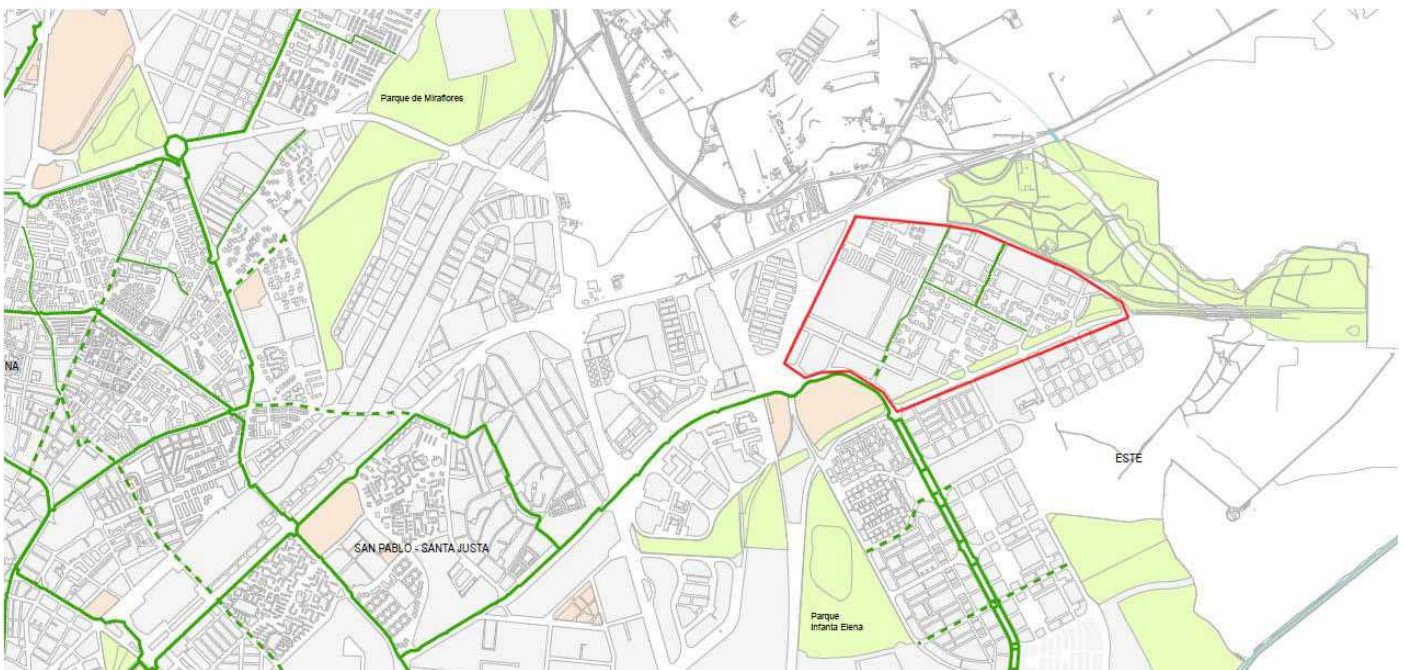 Parque de Miraflores
NA
ESTE
SAN PABLO - SANTA JUSTA
Parque
Infanta Elena